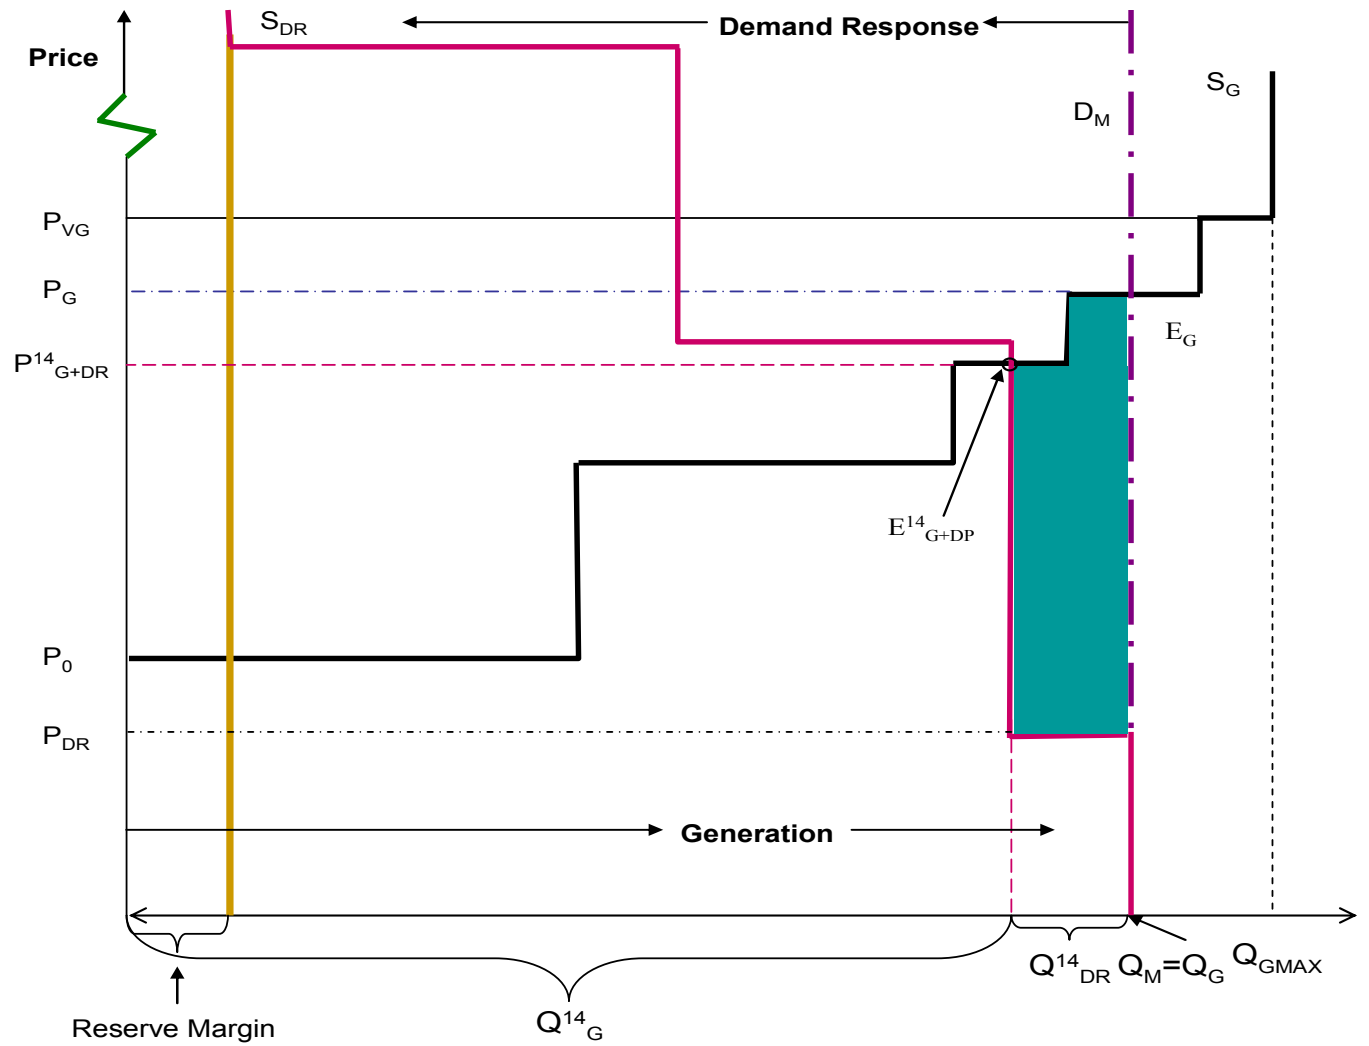 S_DR
Demand Response
Price
S_G
D_M
P_VG
P_G
E_G
P^14_G+DR
E^14_G+DP
P_0
P_DR
Generation
Q^14_DR Q_M=Q_G Q_GMAX
Reserve Margin
Q^14_G